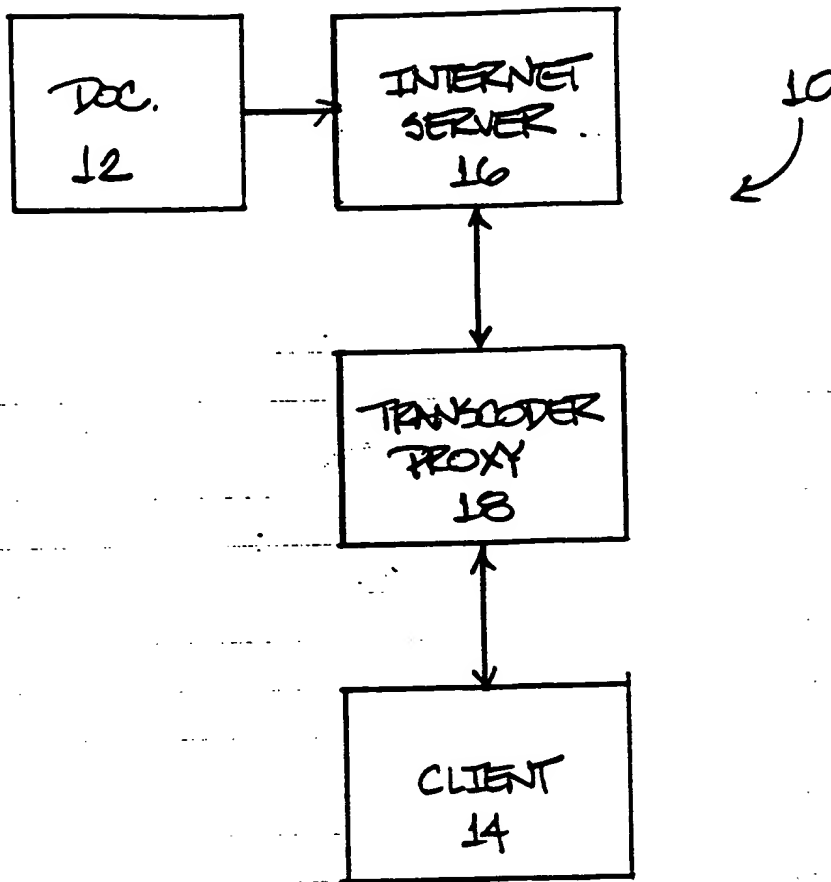 DOC.
12
INTERNET
SERVER
16
10
TRANSCODER
PROXY
18
CLIENT
14